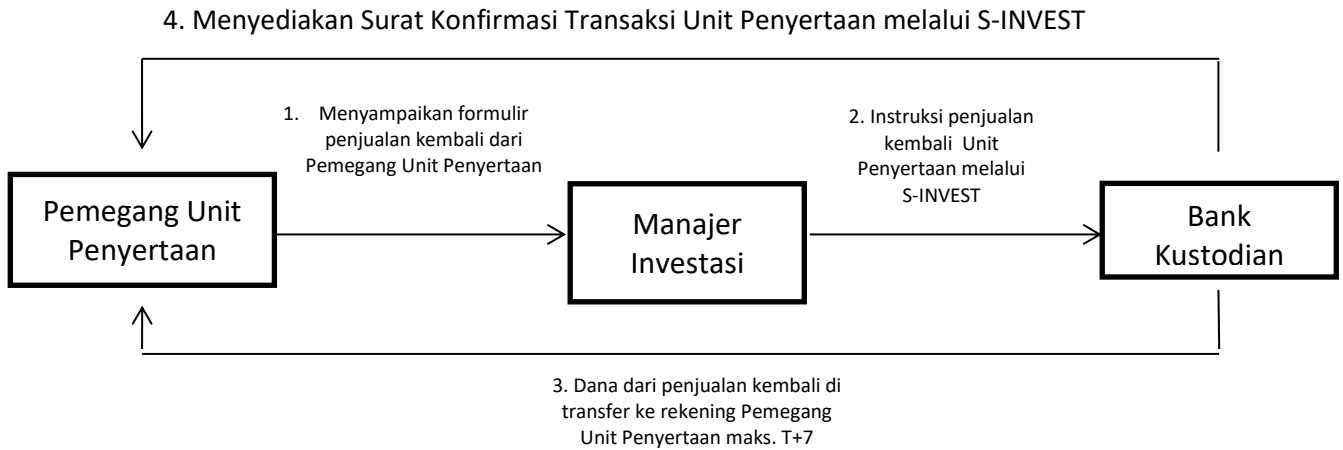 4. Menyediakan Surat Konfirmasi Transaksi Unit Penyertaan melalui S-INVEST
1. Menyampaikan formulir
penjualan kembali dari
Pemegang Unit Penyertaan
2. Instruksi penjualan
kembali Unit
Penyertaan melalui
S-INVEST
Pemegang Unit
Penyertaan
Manajer
Investasi
Bank
Kustodian
3. Dana dari penjualan kembali di
transfer ke rekening Pemegang
Unit Penyertaan maks. T+7